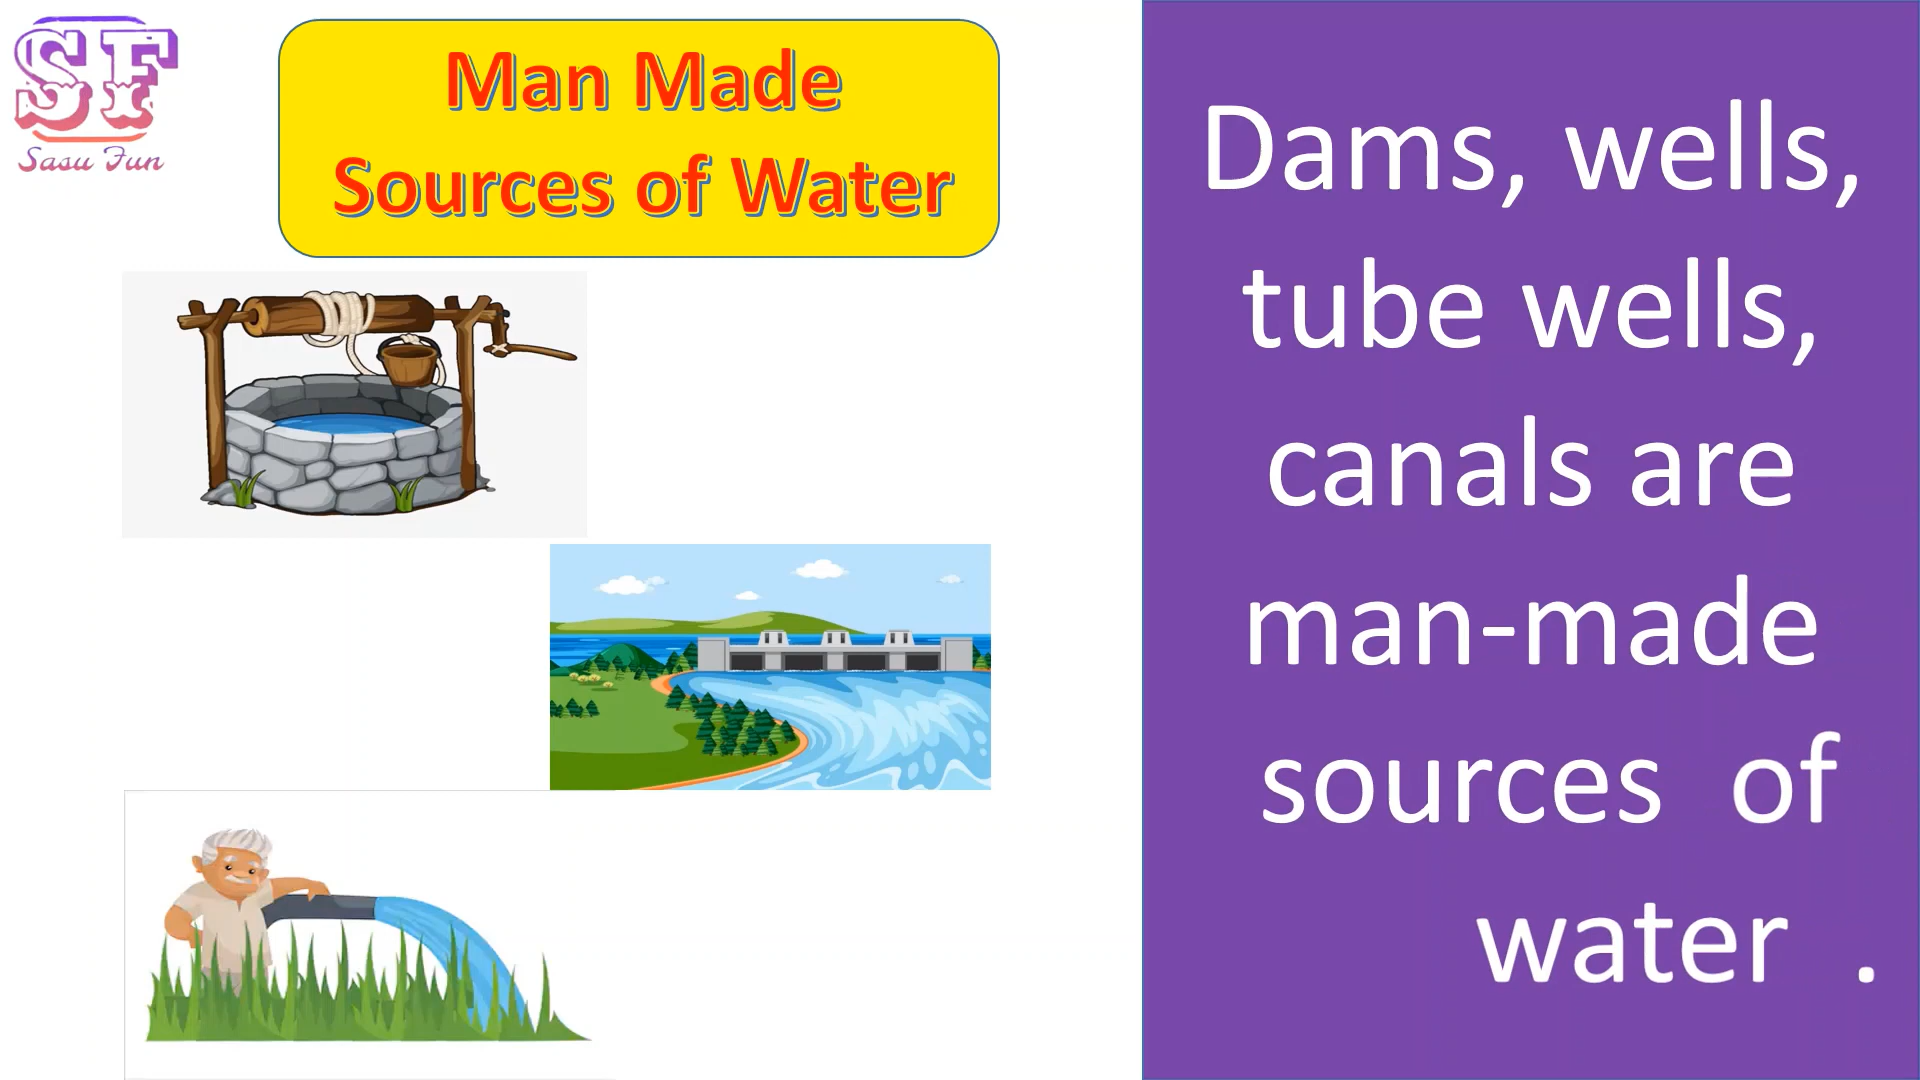 SF
Sasu Fun
Man Made
Sources of Water
Dams, wells,
tube wells,
canals are
man-made
sources of
water .